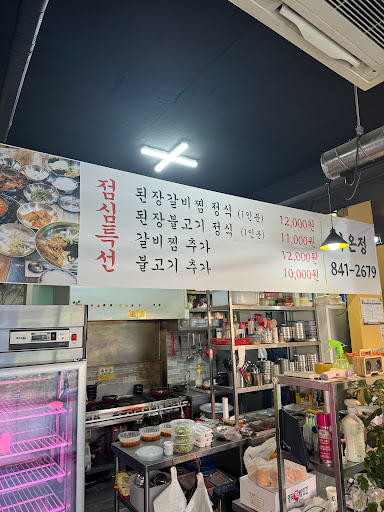 점심특선
된장갈비찜 정식 (1인분) 12,000원
된장불고기 정식 (1인분) 11,000원
갈비찜 추가 12,000원
불고기 추가 10,000원
온정
841-2679